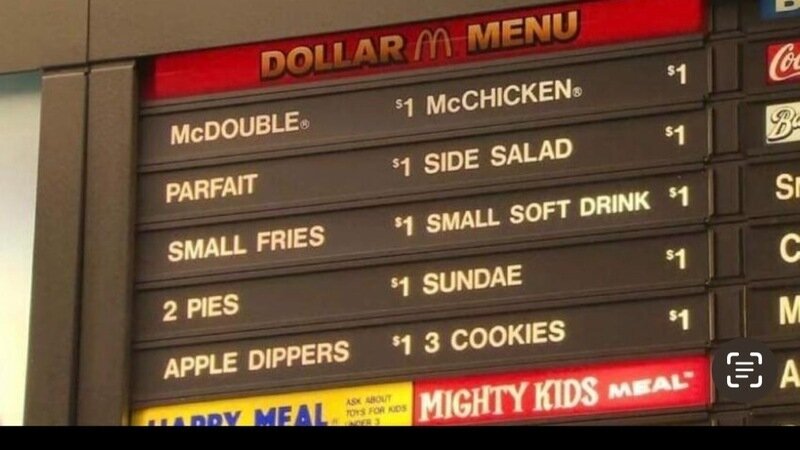 DOLLAR M MENU
McDOUBLE® $1 McCHICKEN® $1
PARFAIT $1 SIDE SALAD $1
SMALL FRIES $1 SMALL SOFT DRINK $1
2 PIES $1 SUNDAE $1
APPLE DIPPERS $1 3 COOKIES $1
HAPPY MEAL ASK ABOUT
TOYS FOR KIDS
UNDER 3
MIGHTY KIDS MEAL™